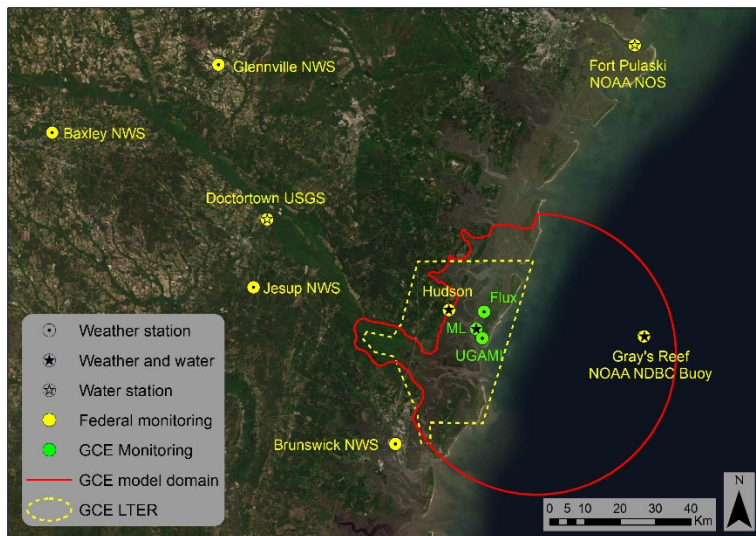 Fort Pulaski
NOAA NOS
Glennville NWS
Baxley NWS
Doctortown USGS
Jesup NWS
Hudson
Flux
ML
UGAMI
Gray's Reef
NOAA NDBC Buoy
Brunswick NWS
Weather station
Weather and water
Water station
Federal monitoring
GCE Monitoring
GCE model domain
GCE LTER
N
0 5 10 20 30 40
Km